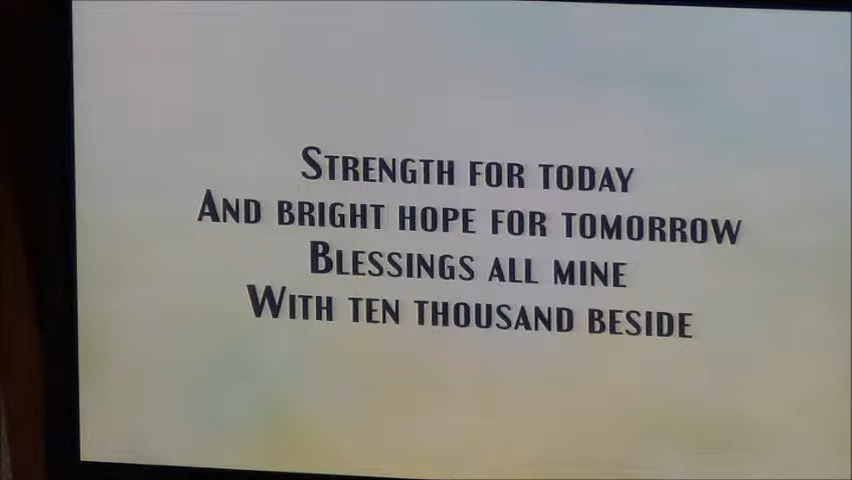 Strength for today
And bright hope for tomorrow
Blessings all mine
With ten thousand beside